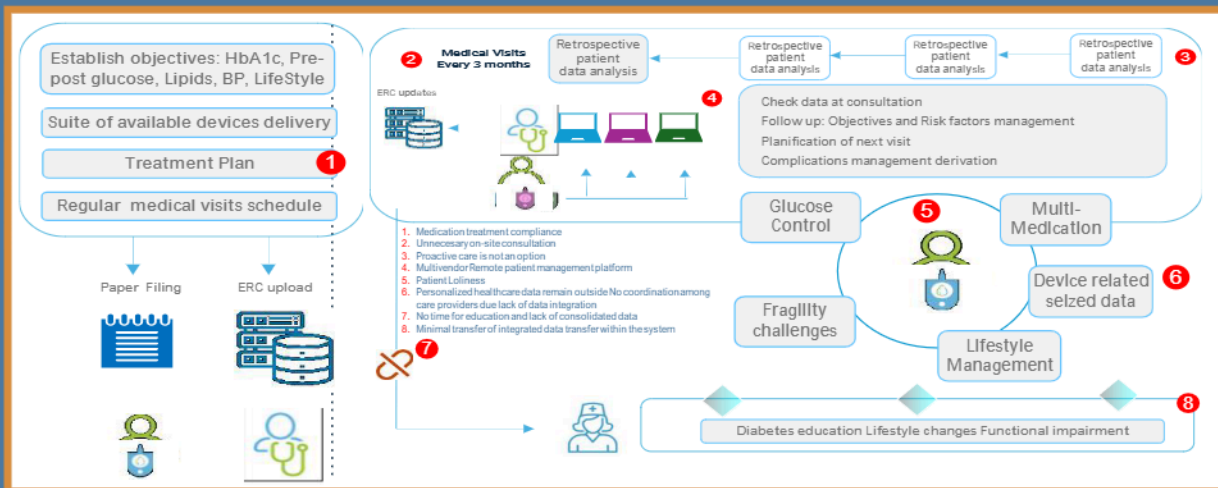 Establish objectives: HbA1c, Pre-
post glucose, Lipids, BP, LifeStyle
Suite of available devices delivery
Treatment Plan
1
Regular medical visits schedule
Paper Filing
ERC upload
2
Medical Visits
Every 3 months
Retrospective
patient
data analysis
Retrospective
patient
data analysis
Retrospective
patient
data analysis
Retrospective
patient
data analysis
3
ERC updates
4
Check data at consultation
Follow up: Objectives and Risk factors management
Planification of next visit
Complications management derivation
1. Medication treatment compliance
2. Unnecesary on-site consultation
3. Proactive care is not an option
4. Multivendor Remote patient management platform
5. Patient Loliness
6. Personalized healthcare data remain outside No coordination among
care providers due lack of data integration
7. No time for education and lack of consolidated data
8. Minimal transfer of integrated data transfer within the system
Glucose
Control
5
Multi-
Medication
Device related
seized data
6
Fragility
challenges
Lifestyle
Management
7
8
Diabetes education Lifestyle changes Functional impairment